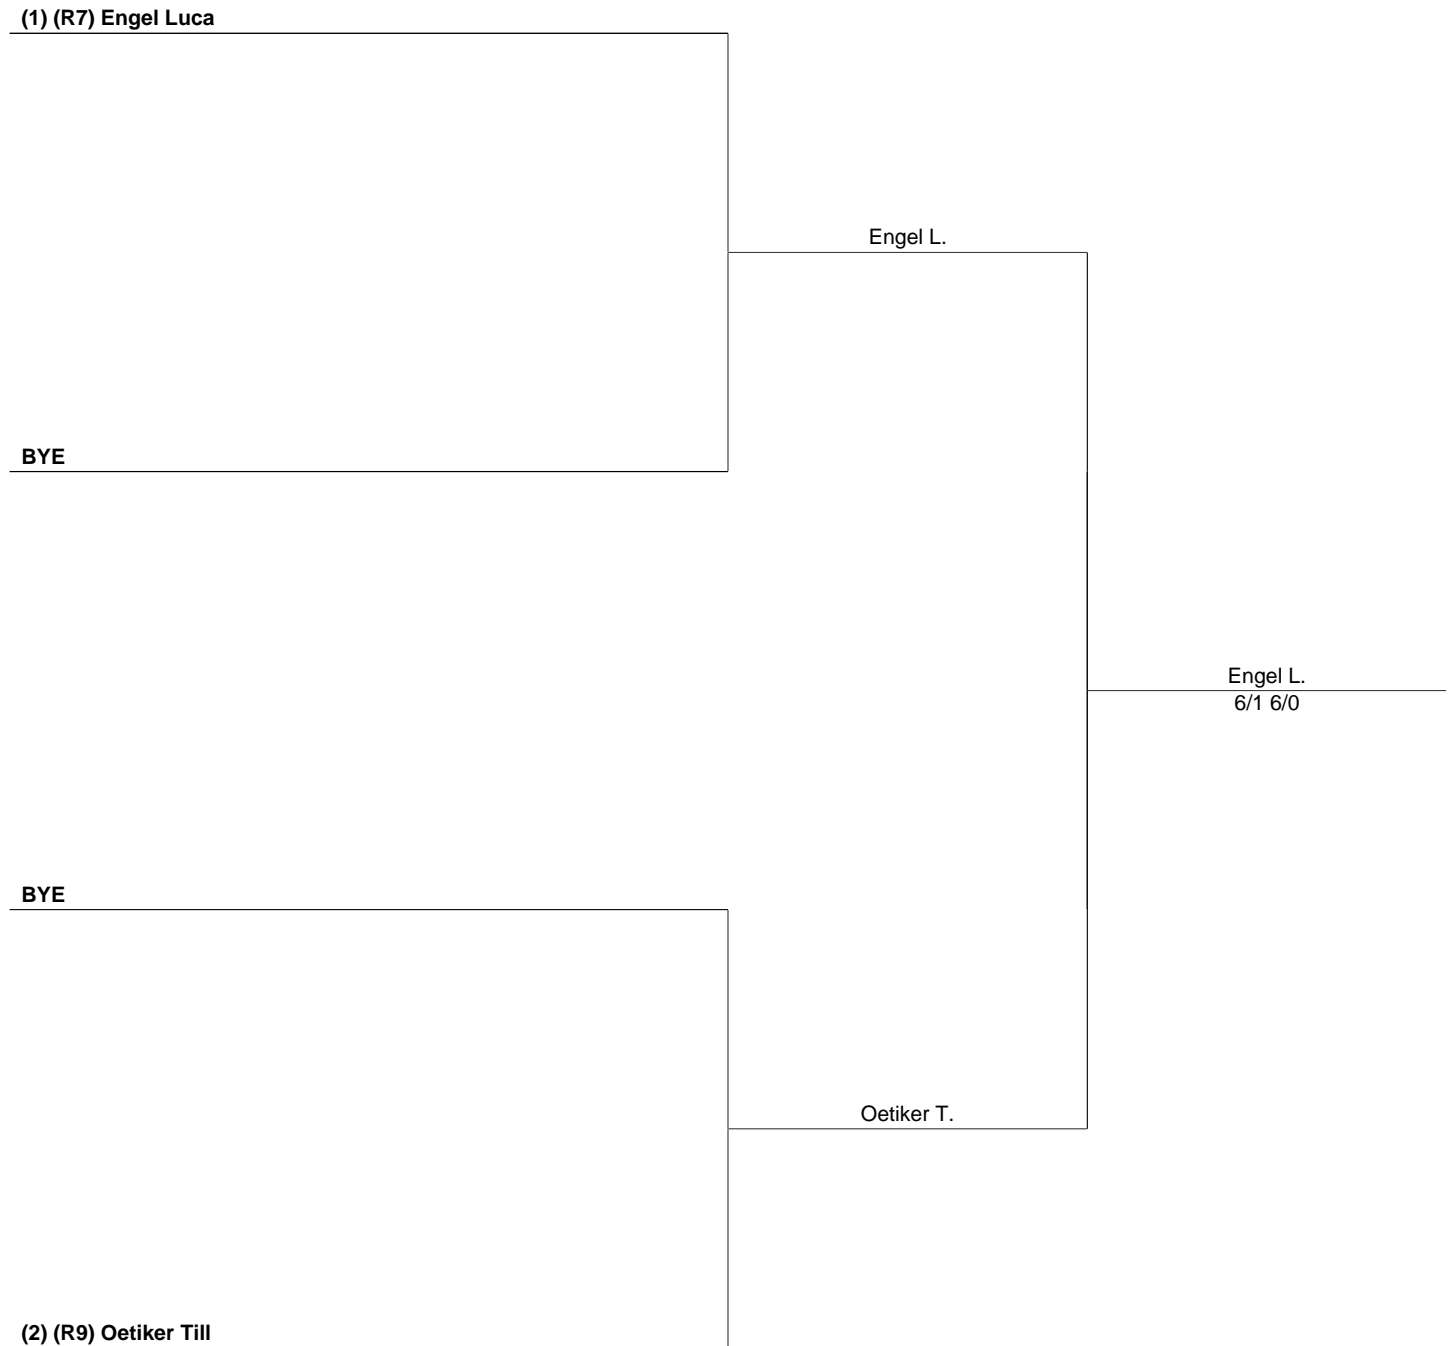 (1) (R7) Engel Luca
Engel L.
BYE
Engel L.
6/1 6/0
BYE
Oetiker T.
(2) (R9) Oetiker Till